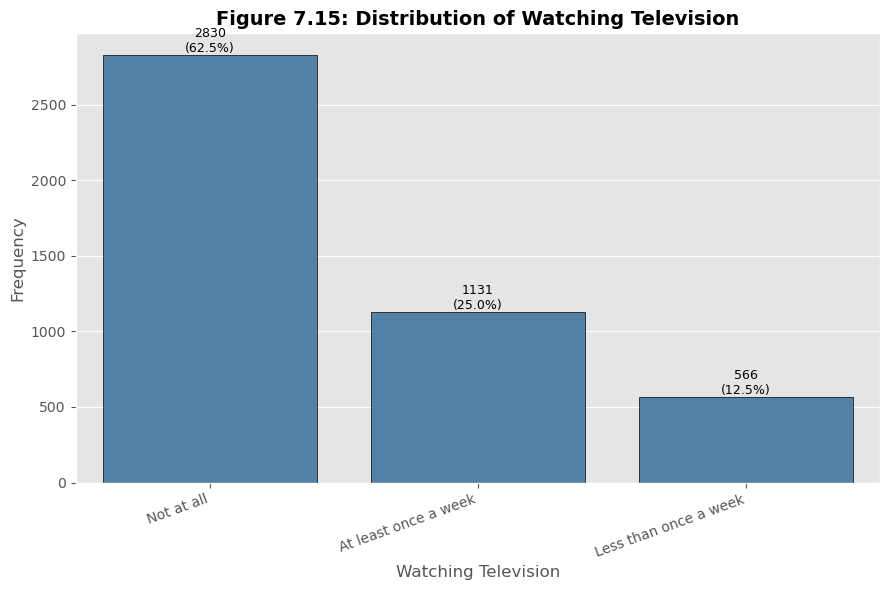 Figure 7.15: Distribution of Watching Television
2830
(62.5%)
1131
(25.0%)
566
(12.5%)
Frequency
2500
2000
1500
1000
500
0
Not at all
At least once a week
Less than once a week
Watching Television